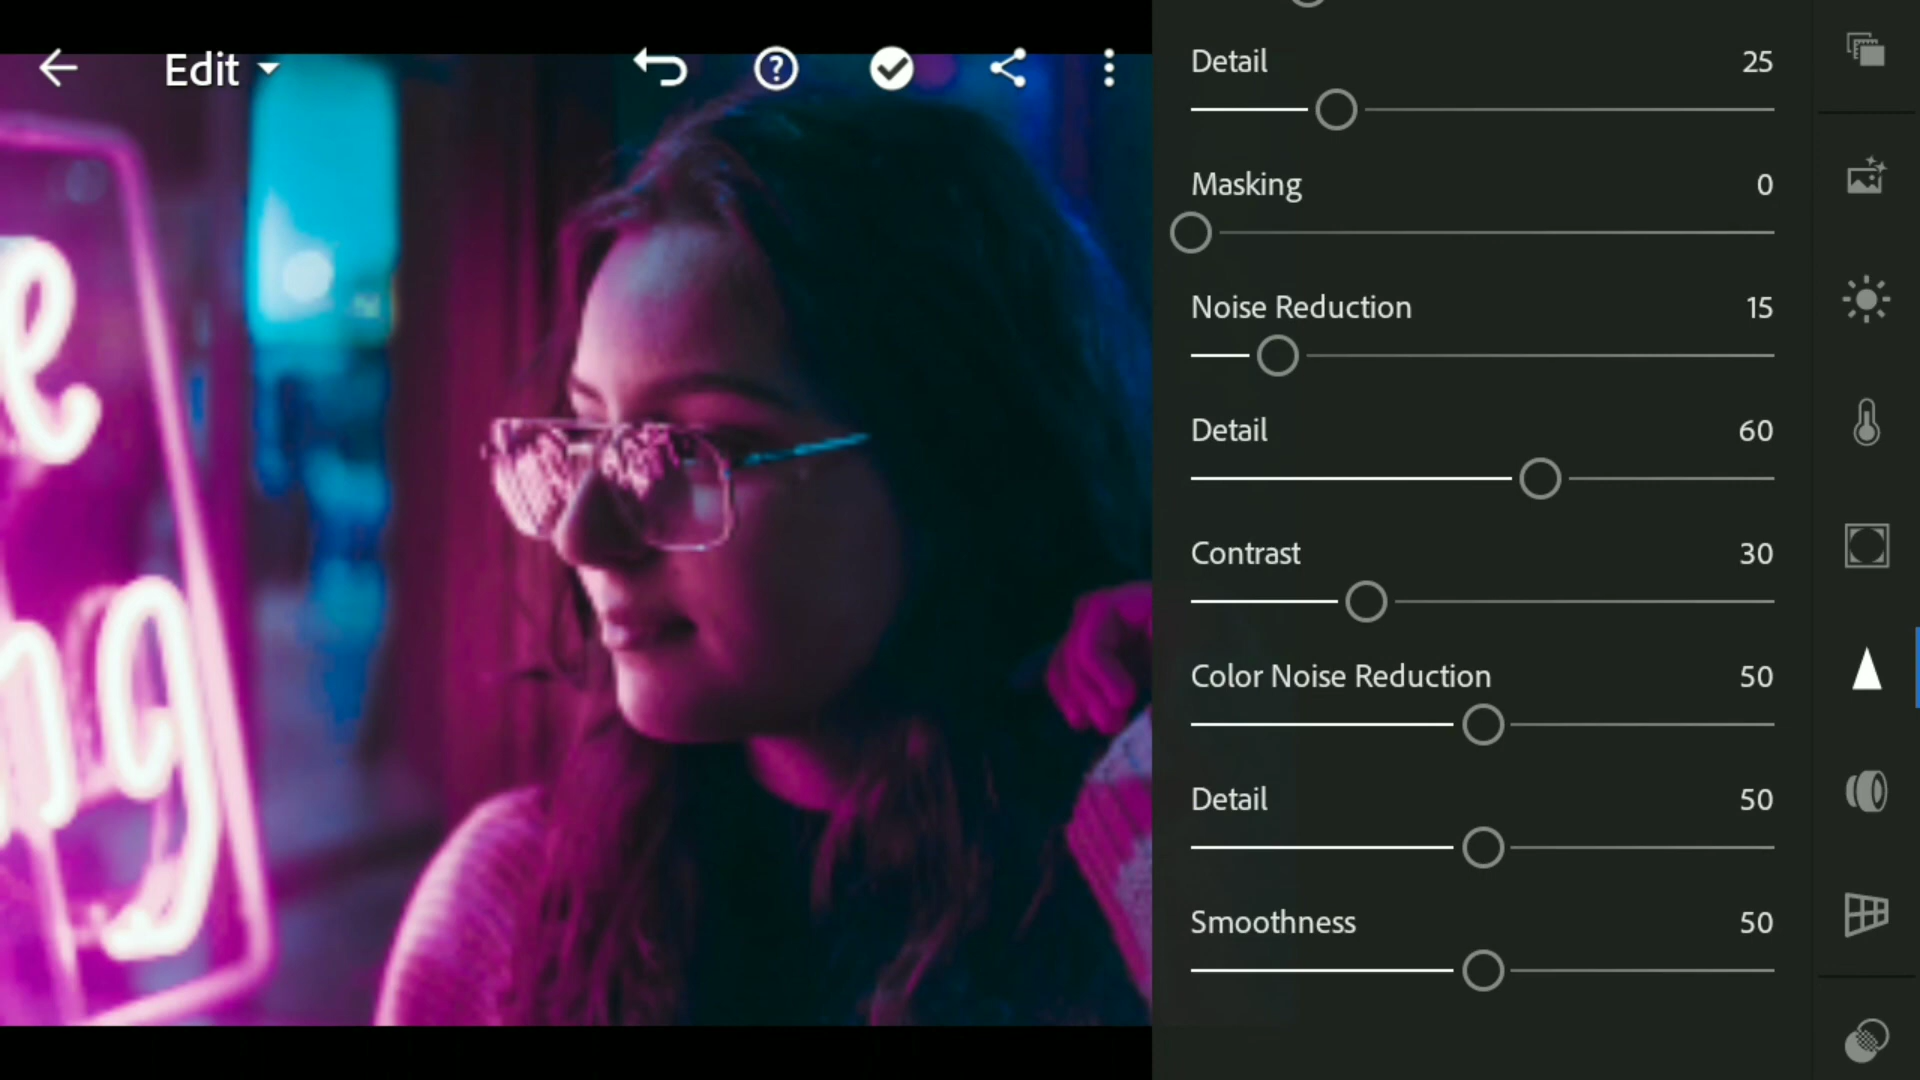 Edit
Detail 25
Masking 0
Noise Reduction 15
Detail 60
Contrast 30
Color Noise Reduction 50
Detail 50
Smoothness 50
e
ng